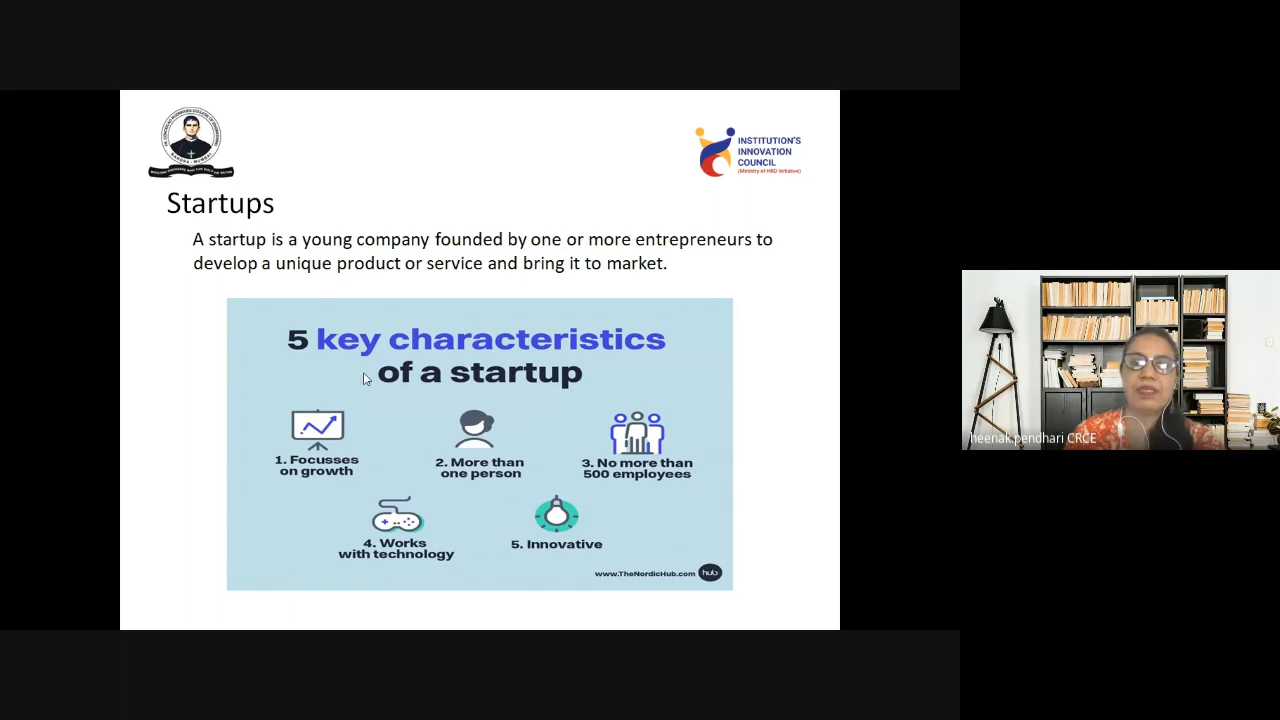 INSTITUTION'S
INNOVATION
COUNCIL
(Ministry of HRD Initiative)
Startups
A startup is a young company founded by one or more entrepreneurs to
develop a unique product or service and bring it to market.
5 key characteristics
of a startup
1. Focusses
on growth
2. More than
one person
3. No more than
500 employees
4. Works
with technology
5. Innovative
www.TheNordicHub.com
hub
heenak.pendhari CRCE